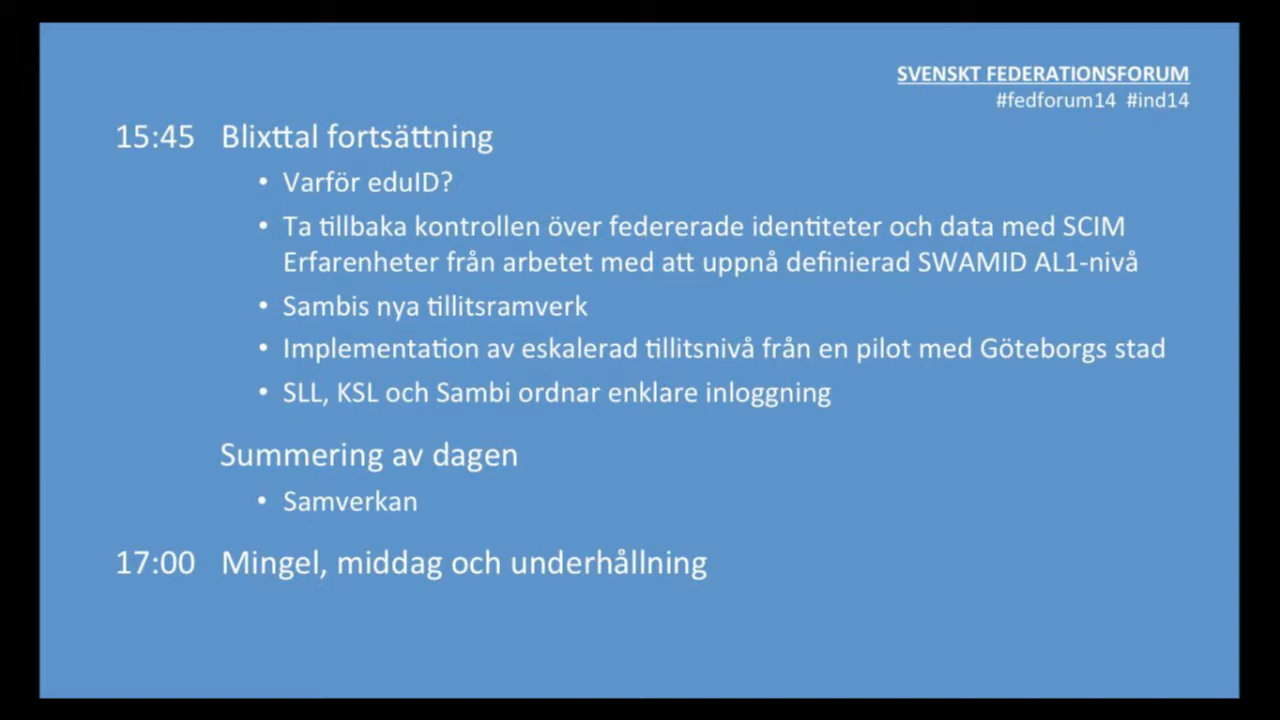 SVENSKT FEDERATIONSFORUM
#fedforum14 #ind14
15:45 Blixttal fortsättning
• Varför eduID?
• Ta tillbaka kontrollen över federerade identiteter och data med SCIM
Erfarenheter från arbetet med att uppnå definierad SWAMID AL1-nivå
• Sambis nya tillitsramverk
• Implementation av eskalerad tillitsnivå från en pilot med Göteborgs stad
• SLL, KSL och Sambi ordnar enklare inloggning
Summering av dagen
• Samverkan
17:00 Mingel, middag och underhållning